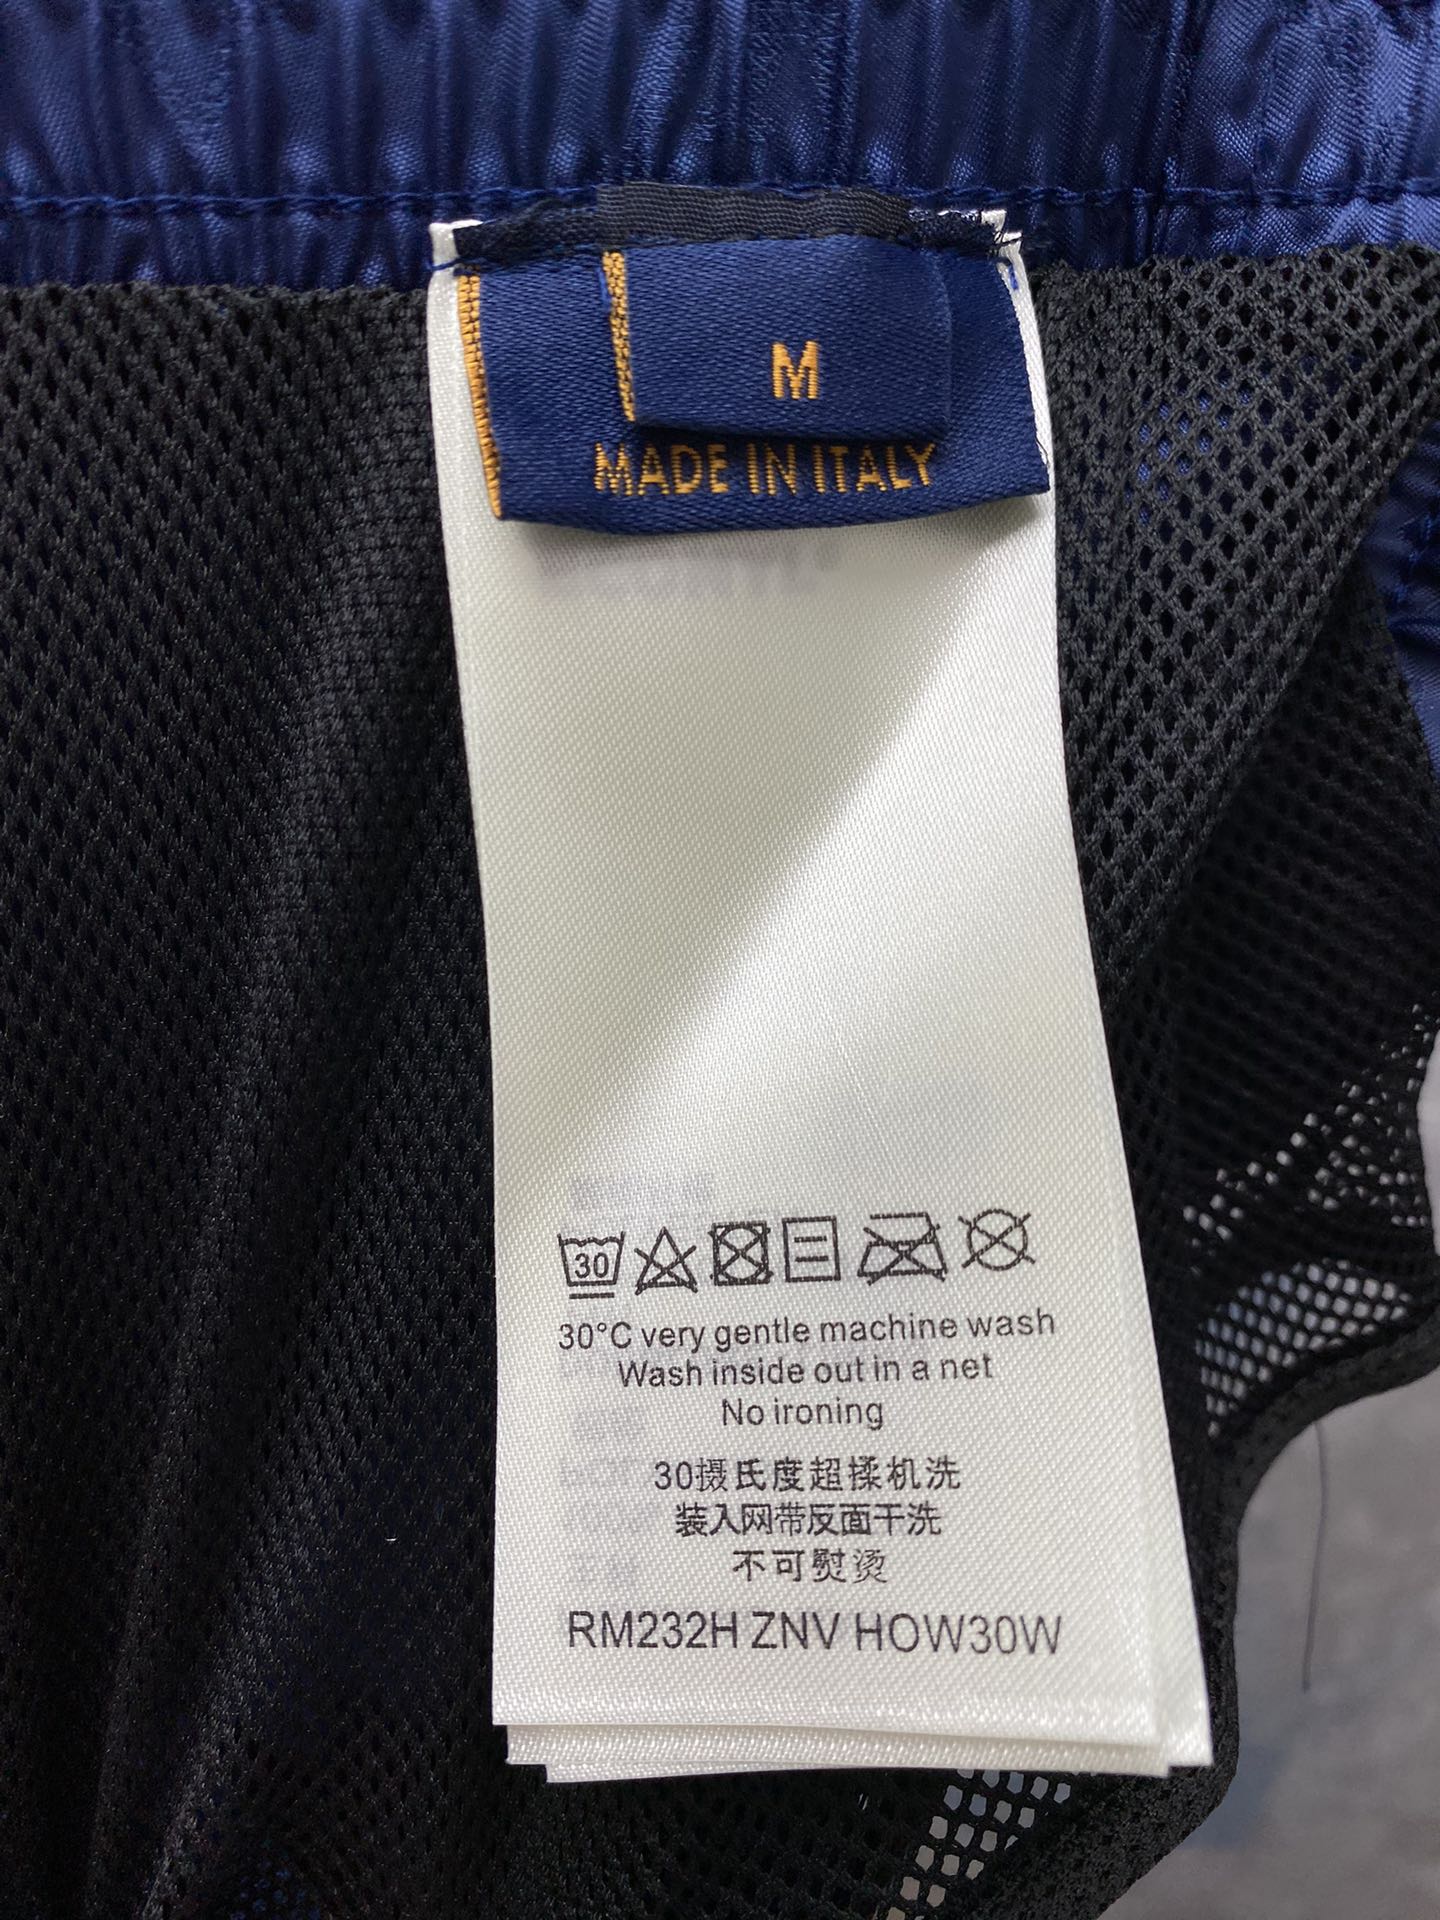 M
MADE IN ITALY
30
30°C very gentle machine wash
Wash inside out in a net
No ironing
30摄氏度超揉机洗
装入网带反面干洗
不可熨烫
RM232H ZNV HOW30W